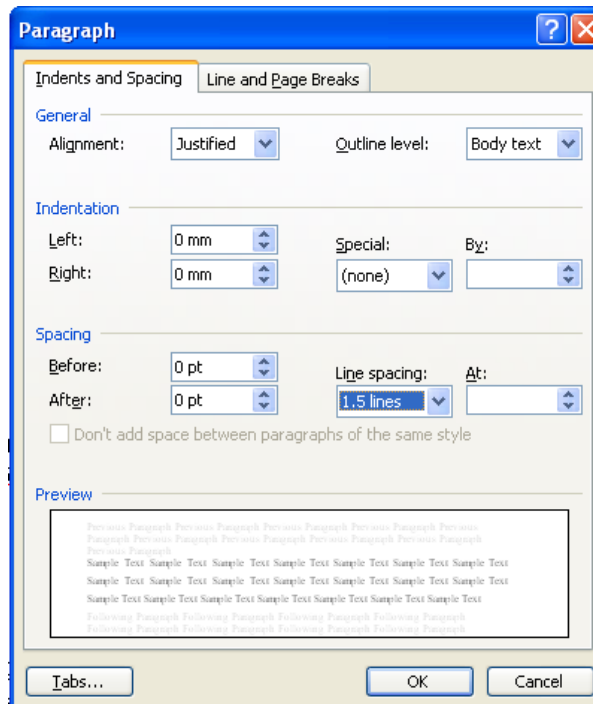 Paragraph
Indents and Spacing Line and Page Breaks
General
Alignment: Justified Outline level: Body text
Indentation
Left: 0 mm Special: By:
Right: 0 mm (none)
Spacing
Before: 0 pt Line spacing: At:
After: 0 pt 1.5 lines
Don't add space between paragraphs of the same style
Preview
Previous Paragraph Previous Paragraph Previous Paragraph Previous Paragraph Previous
Paragraph Previous Paragraph Previous Paragraph Previous Paragraph Previous Paragraph
Previous Paragraph
Sample Text Sample Text Sample Text Sample Text Sample Text Sample Text Sample Text
Sample Text Sample Text Sample Text Sample Text Sample Text Sample Text Sample Text
Sample Text Sample Text Sample Text Sample Text Sample Text Sample Text Sample Text
Following Paragraph Following Paragraph Following Paragraph Following Paragraph
Following Paragraph Following Paragraph Following Paragraph Following Paragraph
Tabs... OK Cancel